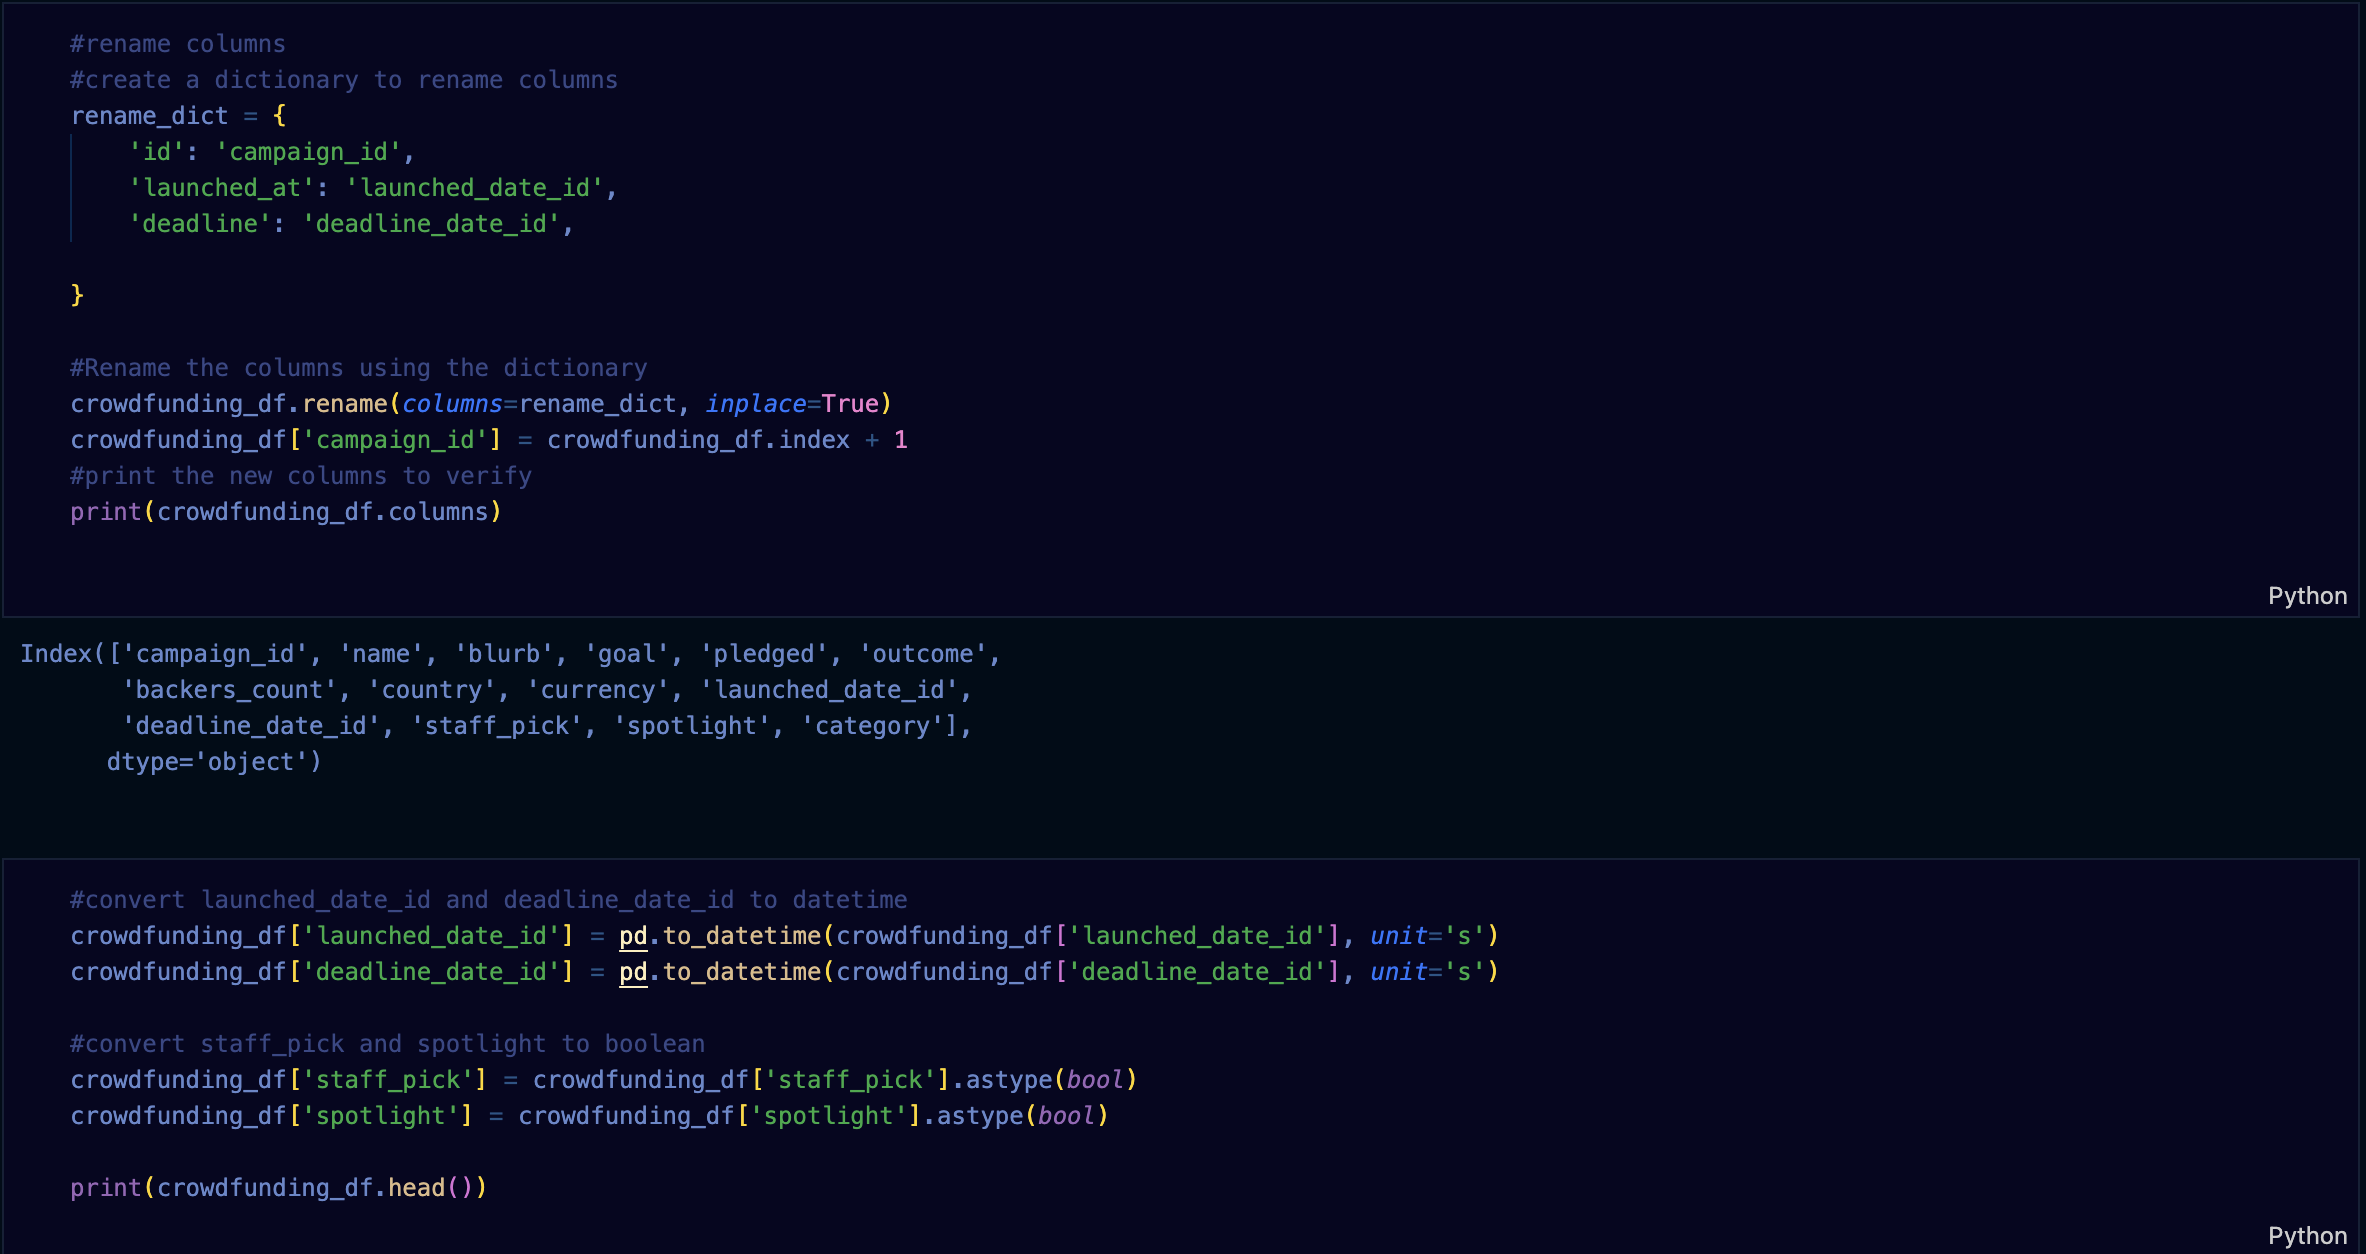 #rename columns
#create a dictionary to rename columns
rename_dict = {
    'id': 'campaign_id',
    'launched_at': 'launched_date_id',
    'deadline': 'deadline_date_id',
}
#Rename the columns using the dictionary
crowdfunding_df.rename(columns=rename_dict, inplace=True)
crowdfunding_df['campaign_id'] = crowdfunding_df.index + 1
#print the new columns to verify
print(crowdfunding_df.columns)
Python
Index(['campaign_id', 'name', 'blurb', 'goal', 'pledged', 'outcome',
       'backers_count', 'country', 'currency', 'launched_date_id',
       'deadline_date_id', 'staff_pick', 'spotlight', 'category'],
      dtype='object')
#convert launched_date_id and deadline_date_id to datetime
crowdfunding_df['launched_date_id'] = pd.to_datetime(crowdfunding_df['launched_date_id'], unit='s')
crowdfunding_df['deadline_date_id'] = pd.to_datetime(crowdfunding_df['deadline_date_id'], unit='s')
#convert staff_pick and spotlight to boolean
crowdfunding_df['staff_pick'] = crowdfunding_df['staff_pick'].astype(bool)
crowdfunding_df['spotlight'] = crowdfunding_df['spotlight'].astype(bool)
print(crowdfunding_df.head())
Python